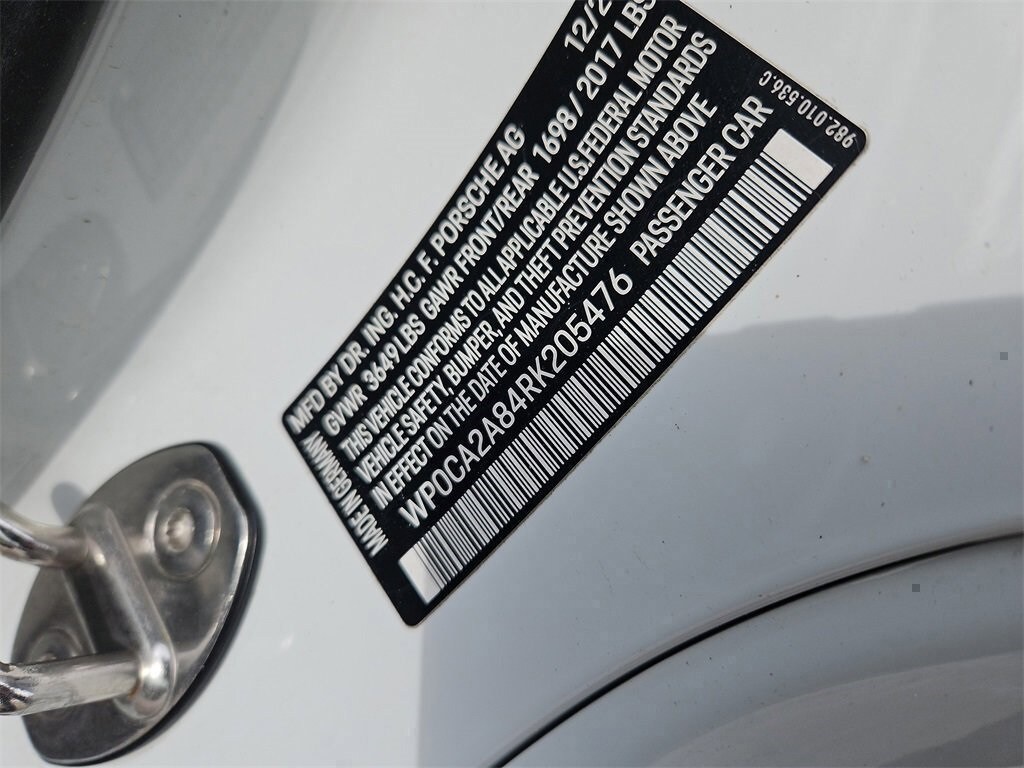 MFD BY DR. ING. H.C. F. PORSCHE AG
GVWR 3649 LBS GAWR FRONT/REAR 1698 / 2017 LBS
THIS VEHICLE CONFORMS TO ALL APPLICABLE U.S. FEDERAL MOTOR
VEHICLE SAFETY, BUMPER, AND THEFT PREVENTION STANDARDS
IN EFFECT ON THE DATE OF MANUFACTURE SHOWN ABOVE
WP0CA2A84RK205476 PASSENGER CAR
MADE IN GERMANY
982.010.536.C